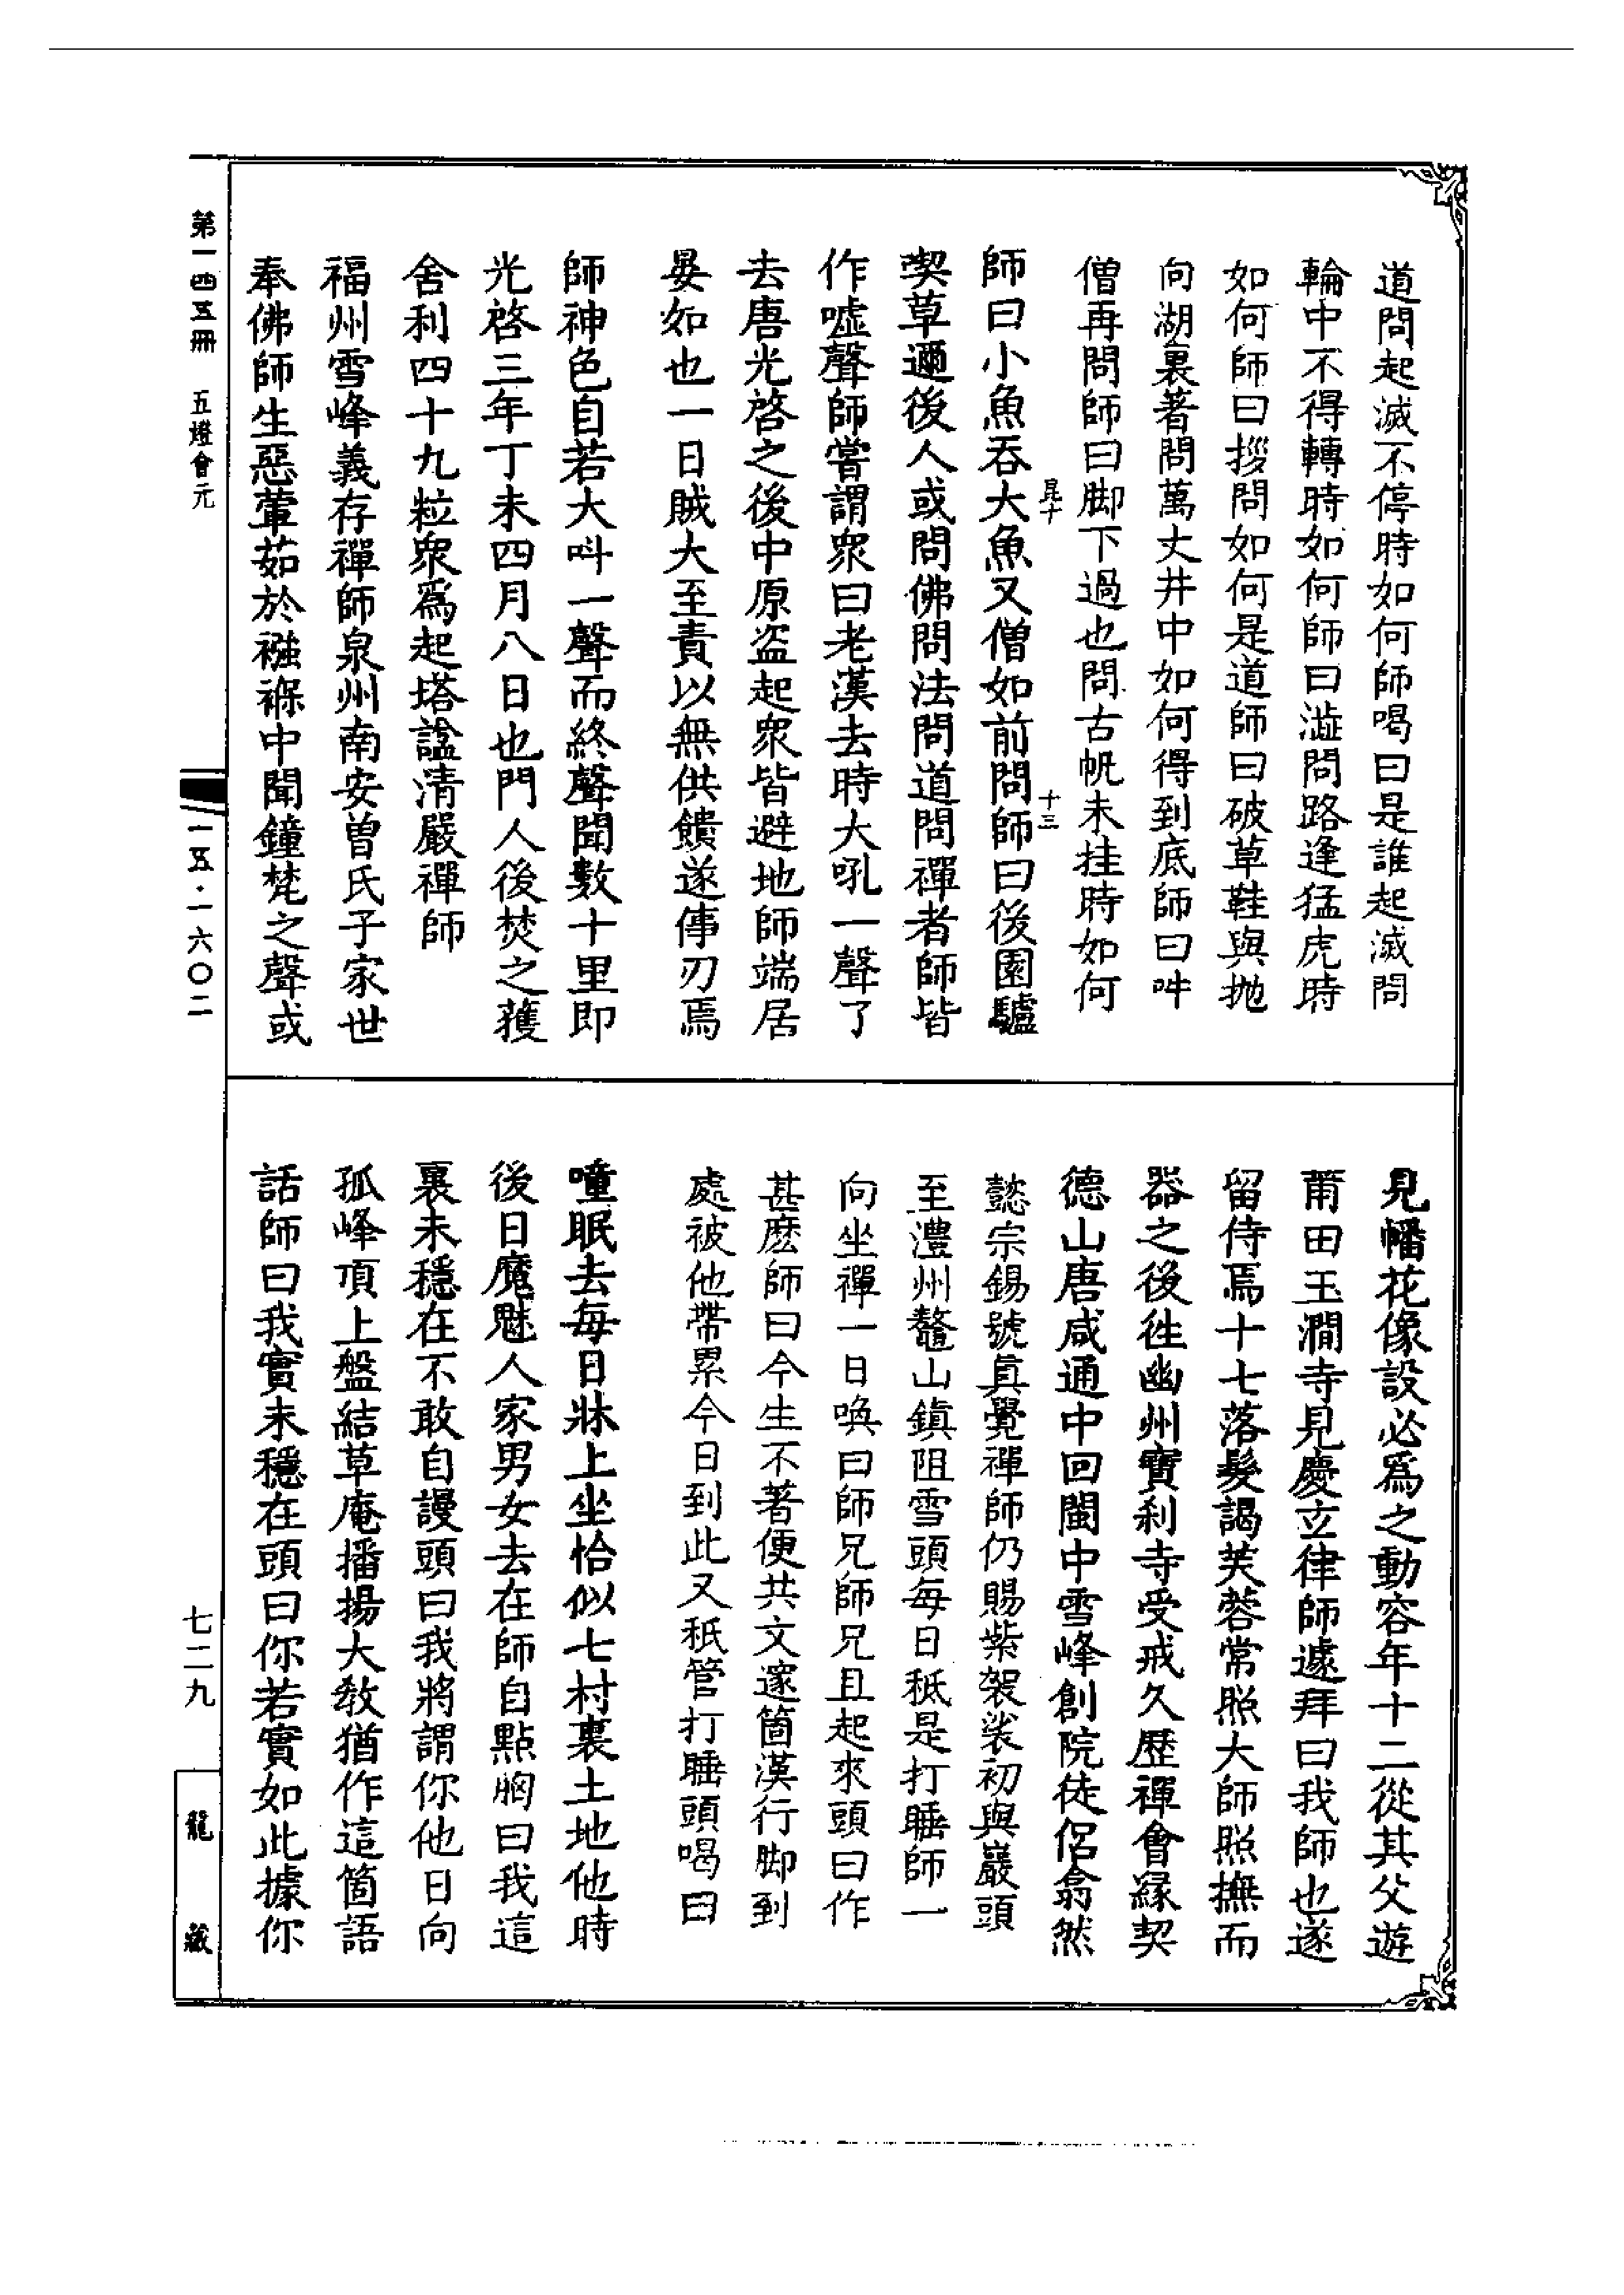 道問起滅不停時如何師喝曰是誰起滅問
輪中不得轉時如何師曰澁問路逢猛虎時
如何師曰拶問如何是道師曰破草鞋與抛
向湖裏著問萬丈井中如何得到底師曰吽
僧再問師曰脚下過也問古帆未挂時如何
昆十
十三
師曰小魚吞大魚又僧如前問師曰後園驢
喫草邇後人或問佛問法問道問禪者師皆
作噓聲師嘗謂衆曰老漢去時大吼一聲了
去唐光啓之後中原盗起衆皆避地師端居
晏如也一日賊大至責以無供饋遂倳刃焉
師神色自若大呌一聲而終聲聞數十里即
光啓三年丁未四月八日也門人後焚之獲
舍利四十九粒衆爲起塔諡清嚴禪師
福州雪峰義存禪師泉州南安曾氏子家世
奉佛師生惡葷茹於襁褓中聞鐘梵之聲或
見幡花像設必爲之動容年十二從其父遊
莆田玉澗寺見慶立律師遽拜曰我師也遂
留侍焉十七落髮謁芙蓉常照大師照撫而
器之後徃幽州寶刹寺受戒久歷禪會緣契
德山唐咸通中回閩中雪峰創院徒侶翕然
懿宗錫號眞覺禪師仍賜紫袈裟初與巖頭
至澧州鼇山鎮阻雪頭每日秖是打睡師一
向坐禪一日喚曰師兄師兄且起來頭曰作
甚麽師曰今生不著便共文邃箇漢行脚到
處被他帶累今日到此又秖管打睡頭喝曰
噇眠去每日牀上坐恰似七村裏土地他時
後日魔魅人家男女去在師自點胸曰我這
裏未穩在不敢自謾頭曰我將謂你他日向
孤峰頂上盤結草庵播揚大教猶作這箇語
話師曰我實未穩在頭曰你若實如此據你
第一四五冊 五燈會元
一五·一六〇二
七二九
龍藏